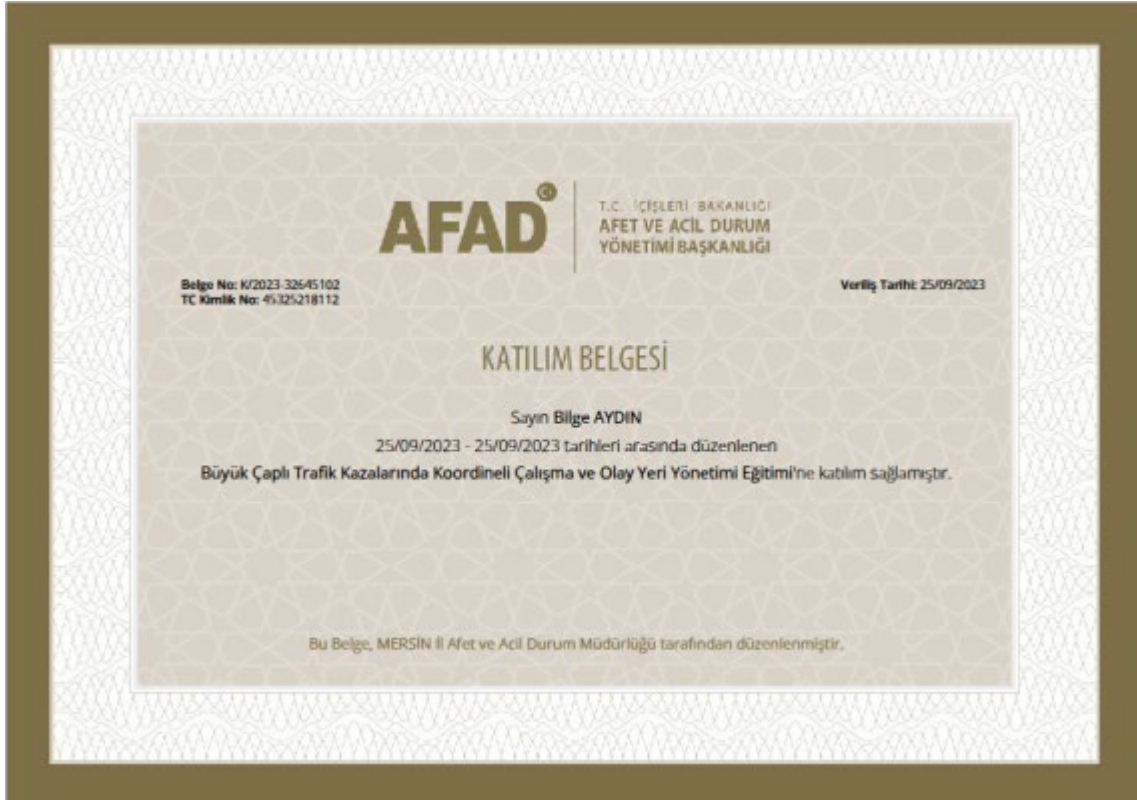 AFAD
T.C. İÇİŞLERİ BAKANLIĞI
AFET VE ACİL DURUM
YÖNETİMİ BAŞKANLIĞI
Belge No: K/2023-32645102
TC Kimlik No: 45325218112
Veriliş Tarihi: 25/09/2023
KATILIM BELGESİ
Sayın Bilge AYDIN
25/09/2023 - 25/09/2023 tarihleri arasında düzenlenen
Büyük Çaplı Trafik Kazalarında Koordineli Çalışma ve Olay Yeri Yönetimi Eğitimi'ne katılım sağlamıştır.
Bu Belge, MERSİN İl Afet ve Acil Durum Müdürlüğü tarafından düzenlenmiştir.